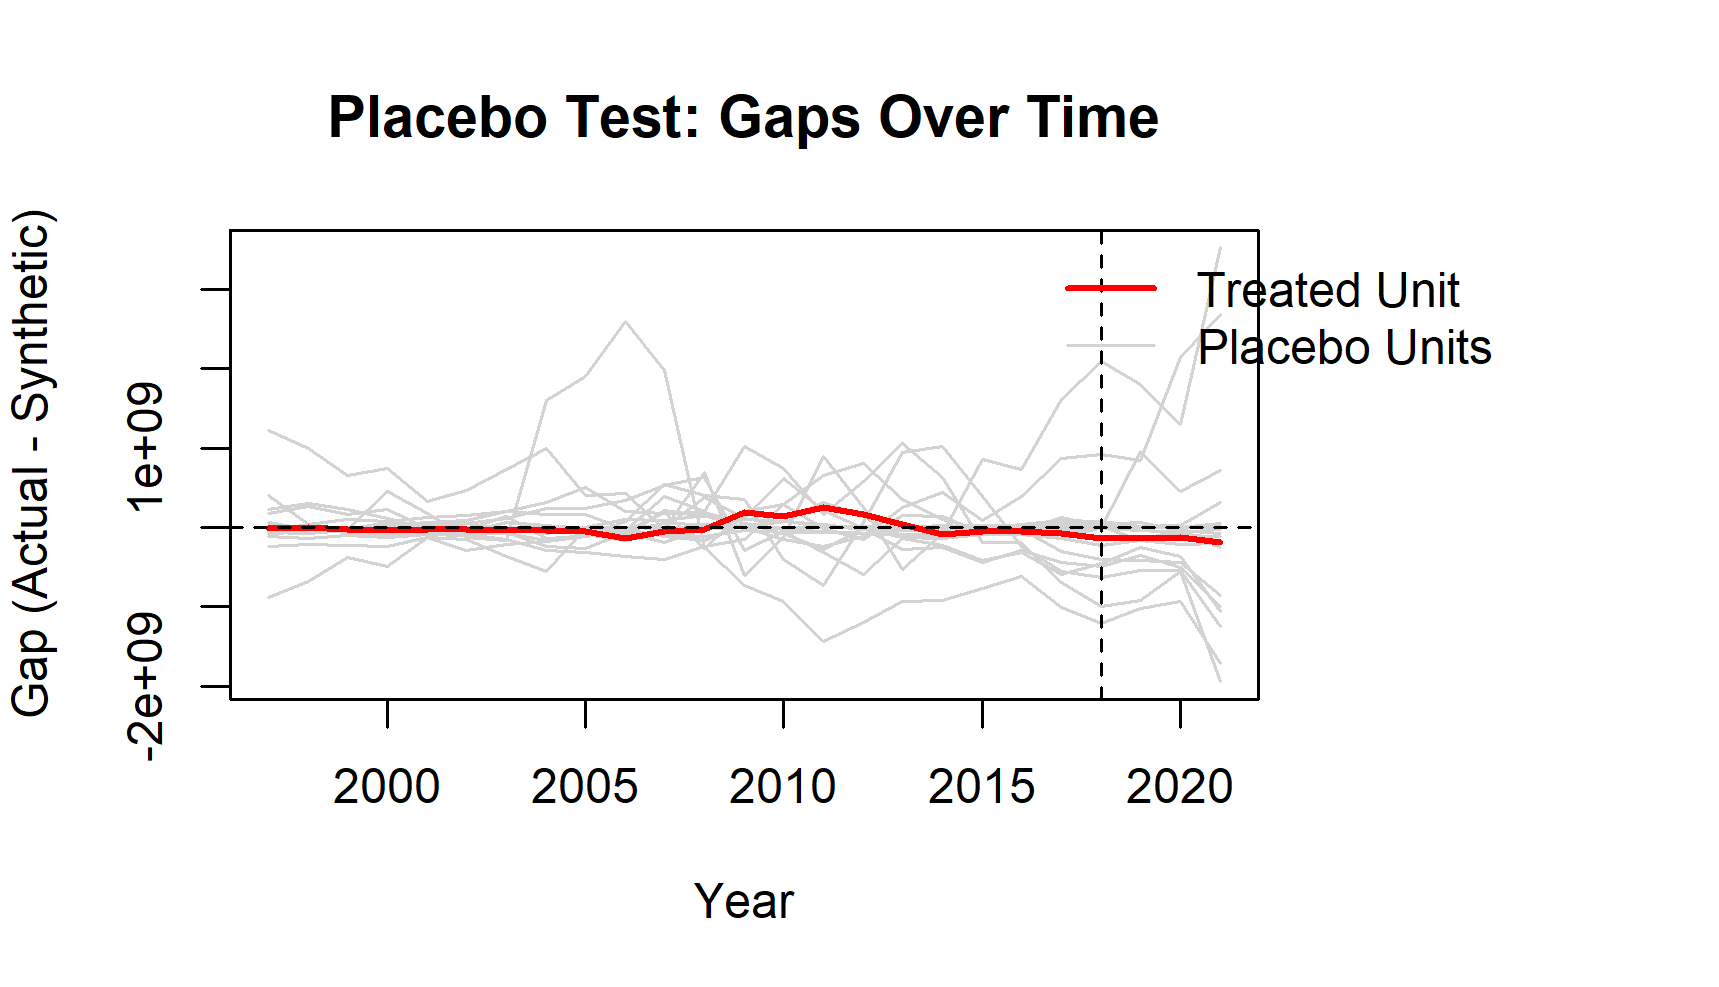 Placebo Test: Gaps Over Time
Gap (Actual - Synthetic)
1e+09
-2e+09
Treated Unit
Placebo Units
2000 2005 2010 2015 2020
Year